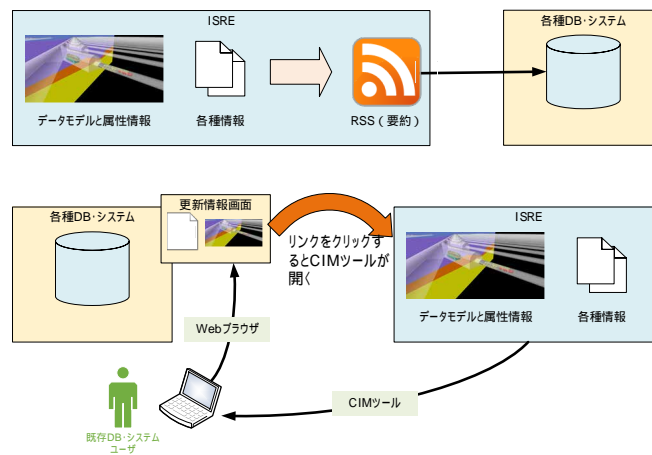 ISRE
データモデルと属性情報
各種情報
RSS（要約）
各種DB・システム
各種DB・システム
更新情報画面
リンクをクリックす
るとCIMツールが
開く
ISRE
データモデルと属性情報
各種情報
Webブラウザ
CIMツール
既存DB・システム
ユーザ